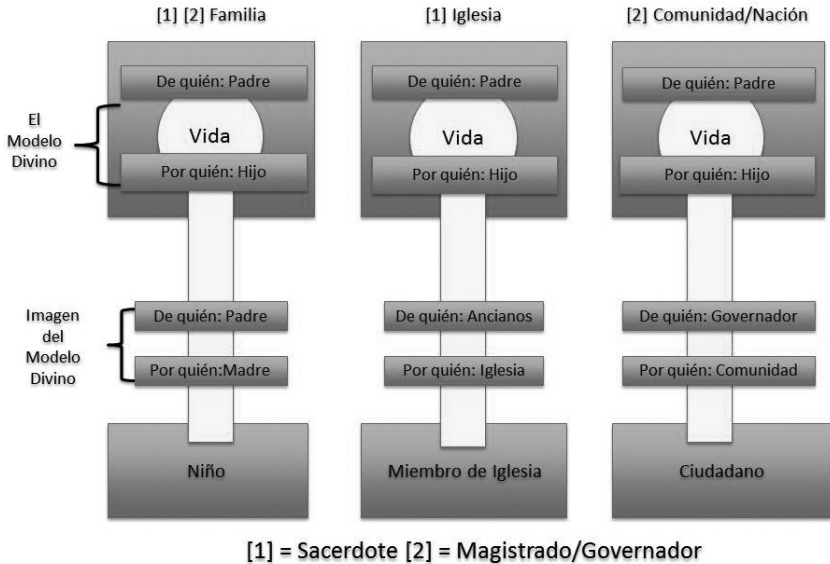 [1] [2] Familia
[1] Iglesia
[2] Comunidad/Nación
De quién: Padre
De quién: Padre
De quién: Padre
El
Modelo
Divino
Vida
Vida
Vida
Por quién: Hijo
Por quién: Hijo
Por quién: Hijo
Imagen
del
Modelo
Divino
De quién: Padre
De quién: Ancianos
De quién: Governador
Por quién:Madre
Por quién: Iglesia
Por quién: Comunidad
Niño
Miembro de Iglesia
Ciudadano
[1] = Sacerdote [2] = Magistrado/Governador